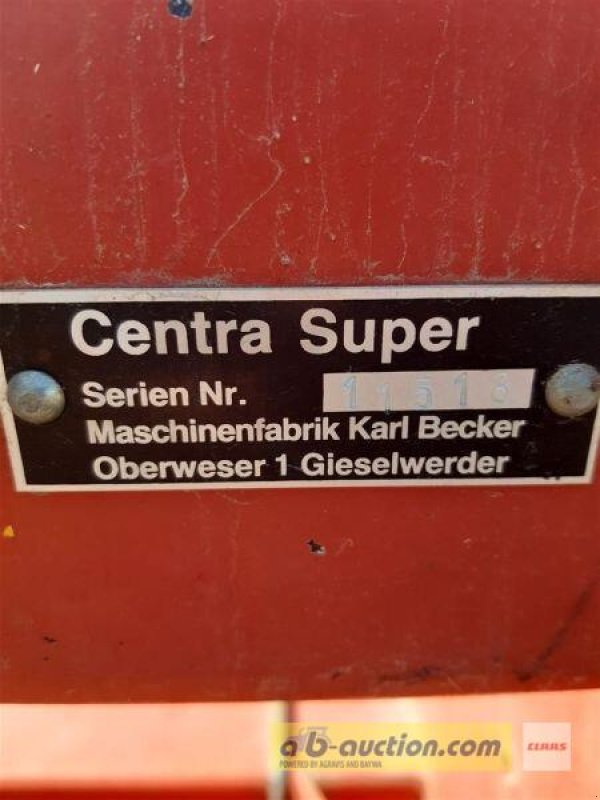 Centra Super
Serien Nr. 11513
Maschinenfabrik Karl Becker
Oberweser 1 Gieselwerder
ab-auction.com
POWERED BY AGRAVIS AND BAYWA
CLAAS